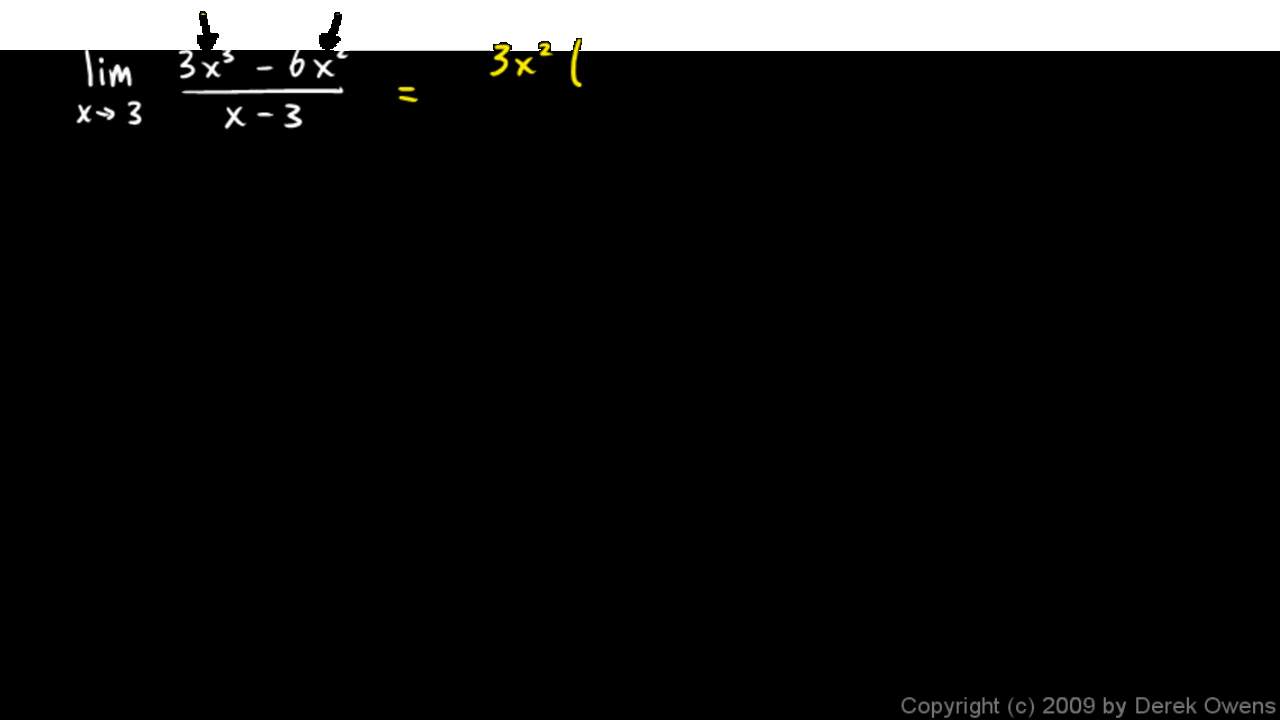 lim x→3 (3x³ - 6x²)/(x - 3) = 3x² (
Copyright (c) 2009 by Derek Owens